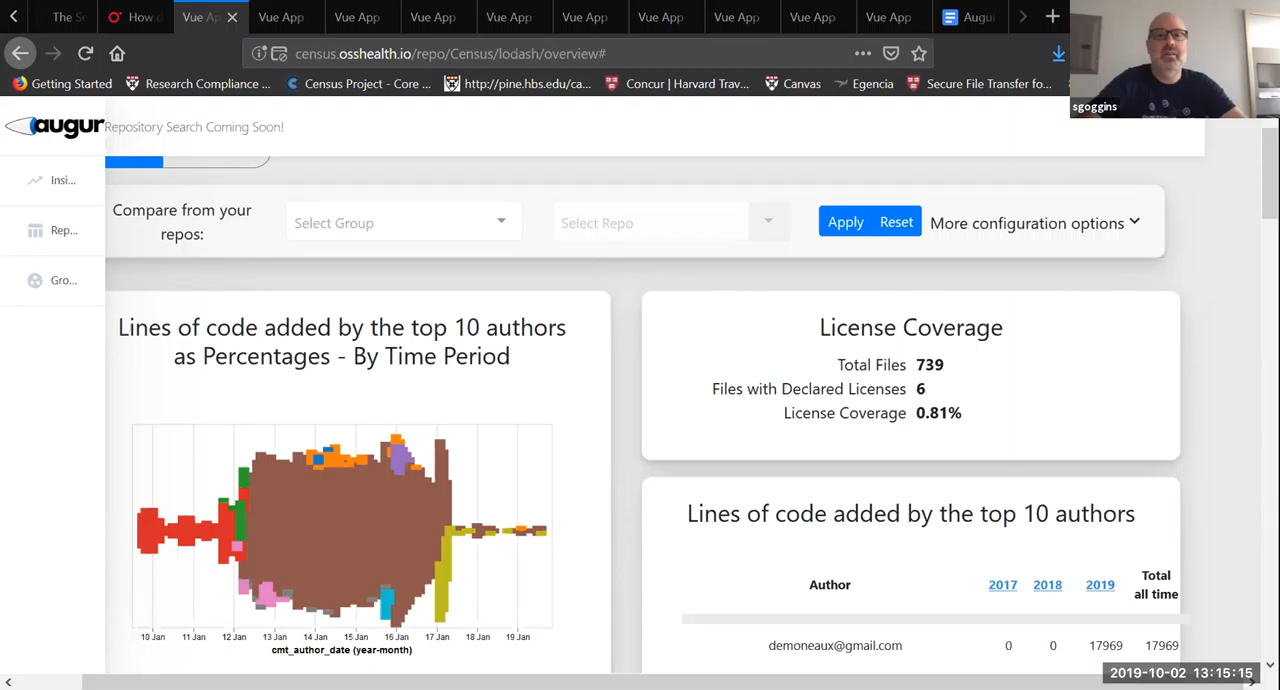 The Se
How
Vue Ap
Vue App
Vue App
Vue App
Vue App
Vue App
Vue App
Vue App
Vue App
Vue App
Augu
census.osshealth.io/repo/Census/lodash/overview#
Getting Started
Research Compliance ...
Census Project - Core ...
http://pine.hbs.edu/ca...
Concur | Harvard Trav...
Canvas
Egencia
Secure File Transfer fo...
sgoggins
augur
Repository Search Coming Soon!
Insi...
Rep...
Gro...
Compare from your
repos:
Select Group
Select Repo
Apply
Reset
More configuration options
Lines of code added by the top 10 authors
as Percentages - By Time Period
10 Jan
11 Jan
12 Jan
13 Jan
14 Jan
15 Jan
16 Jan
17 Jan
18 Jan
19 Jan
cmt_author_date (year-month)
License Coverage
Total Files 739
Files with Declared Licenses 6
License Coverage 0.81%
Lines of code added by the top 10 authors
Author 2017 2018 2019 Total
all time
demoneaux@gmail.com 0 0 17969 17969
2019-10-02 13:15:15